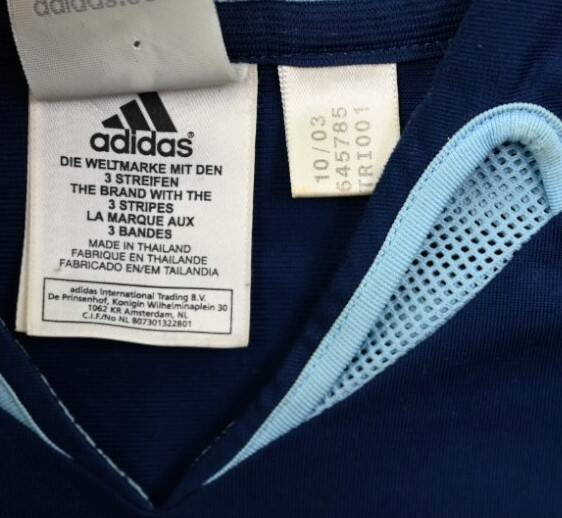 adidas
adidas
DIE WELTMARKE MIT DEN
3 STREIFEN
THE BRAND WITH THE
3 STRIPES
LA MARQUE AUX
3 BANDES
MADE IN THAILAND
FABRIQUE EN THAILANDE
FABRICADO EN/EM TAILANDIA
adidas International Trading B.V.
De Prinsenhof, Konigin Wilhelminaplein 30
1062 KR Amsterdam, NL
C.I.F./No NL 807301322801
10/03
645785
TRI001